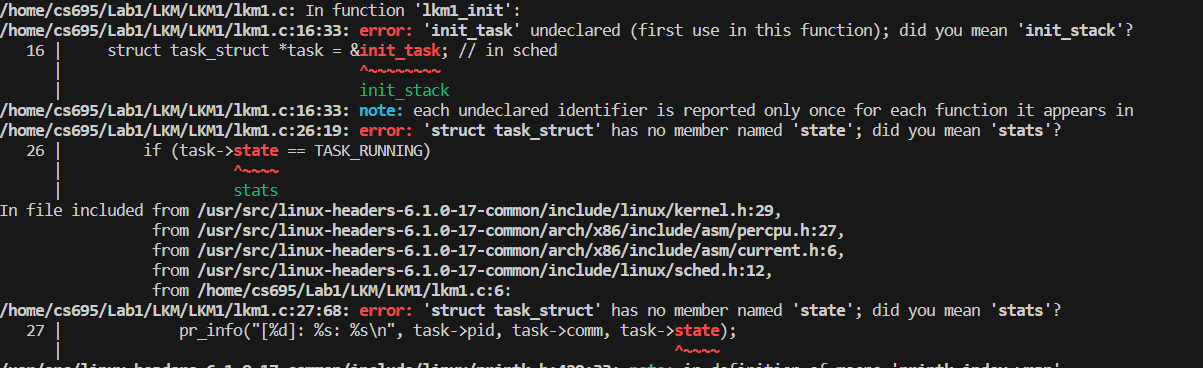 /home/cs695/Lab1/LKM/LKM1/lkm1.c: In function 'lkm1_init':
/home/cs695/Lab1/LKM/LKM1/lkm1.c:16:33: error: 'init_task' undeclared (first use in this function); did you mean 'init_stack'?
   16 |     struct task_struct *task = &init_task; // in sched
      |                                 ^~~~~~~~~
      |                                 init_stack
/home/cs695/Lab1/LKM/LKM1/lkm1.c:16:33: note: each undeclared identifier is reported only once for each function it appears in
/home/cs695/Lab1/LKM/LKM1/lkm1.c:26:19: error: 'struct task_struct' has no member named 'state'; did you mean 'stats'?
   26 |         if (task->state == TASK_RUNNING)
      |                   ^~~~~
      |                   stats
In file included from /usr/src/linux-headers-6.1.0-17-common/include/linux/kernel.h:29,
                 from /usr/src/linux-headers-6.1.0-17-common/arch/x86/include/asm/percpu.h:27,
                 from /usr/src/linux-headers-6.1.0-17-common/arch/x86/include/asm/current.h:6,
                 from /usr/src/linux-headers-6.1.0-17-common/include/linux/sched.h:12,
                 from /home/cs695/Lab1/LKM/LKM1/lkm1.c:6:
/home/cs695/Lab1/LKM/LKM1/lkm1.c:27:68: error: 'struct task_struct' has no member named 'state'; did you mean 'stats'?
   27 |             pr_info("[%d]: %s: %s\n", task->pid, task->comm, task->state);
      |                                                                    ^~~~~